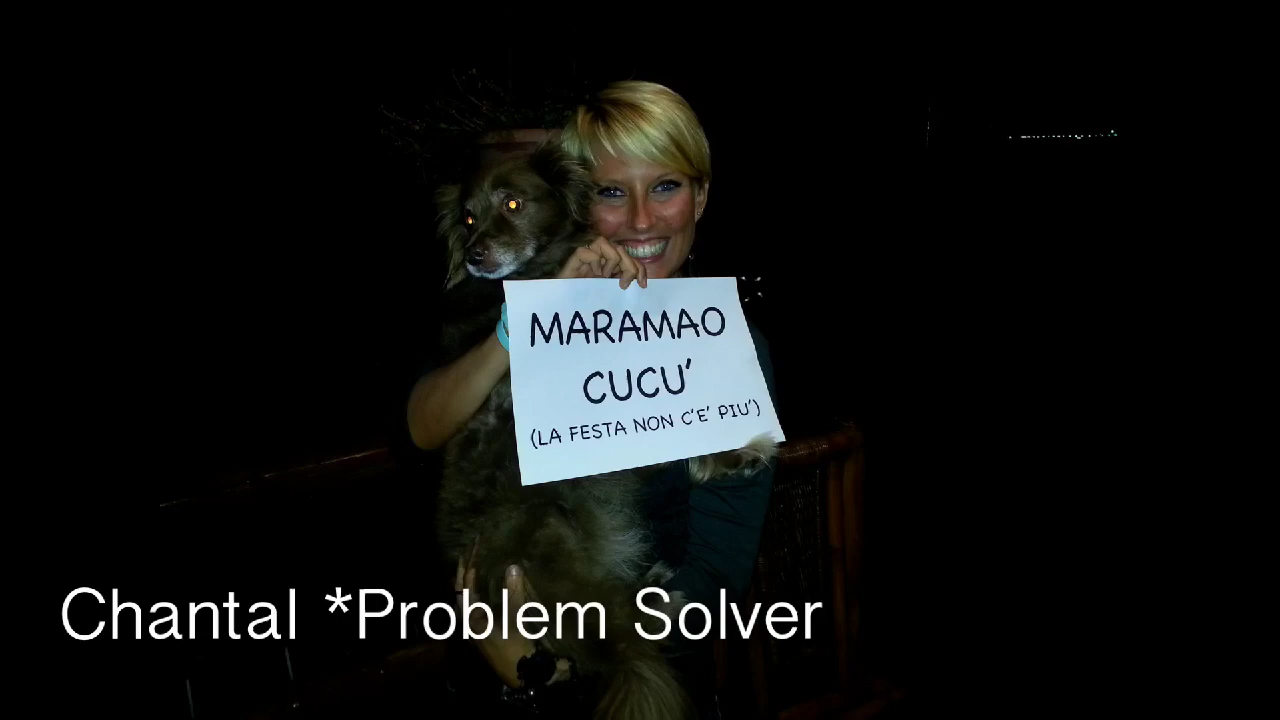 MARAMAO
CUCU'
(LA FESTA NON C'E' PIU')
Chantal *Problem Solver